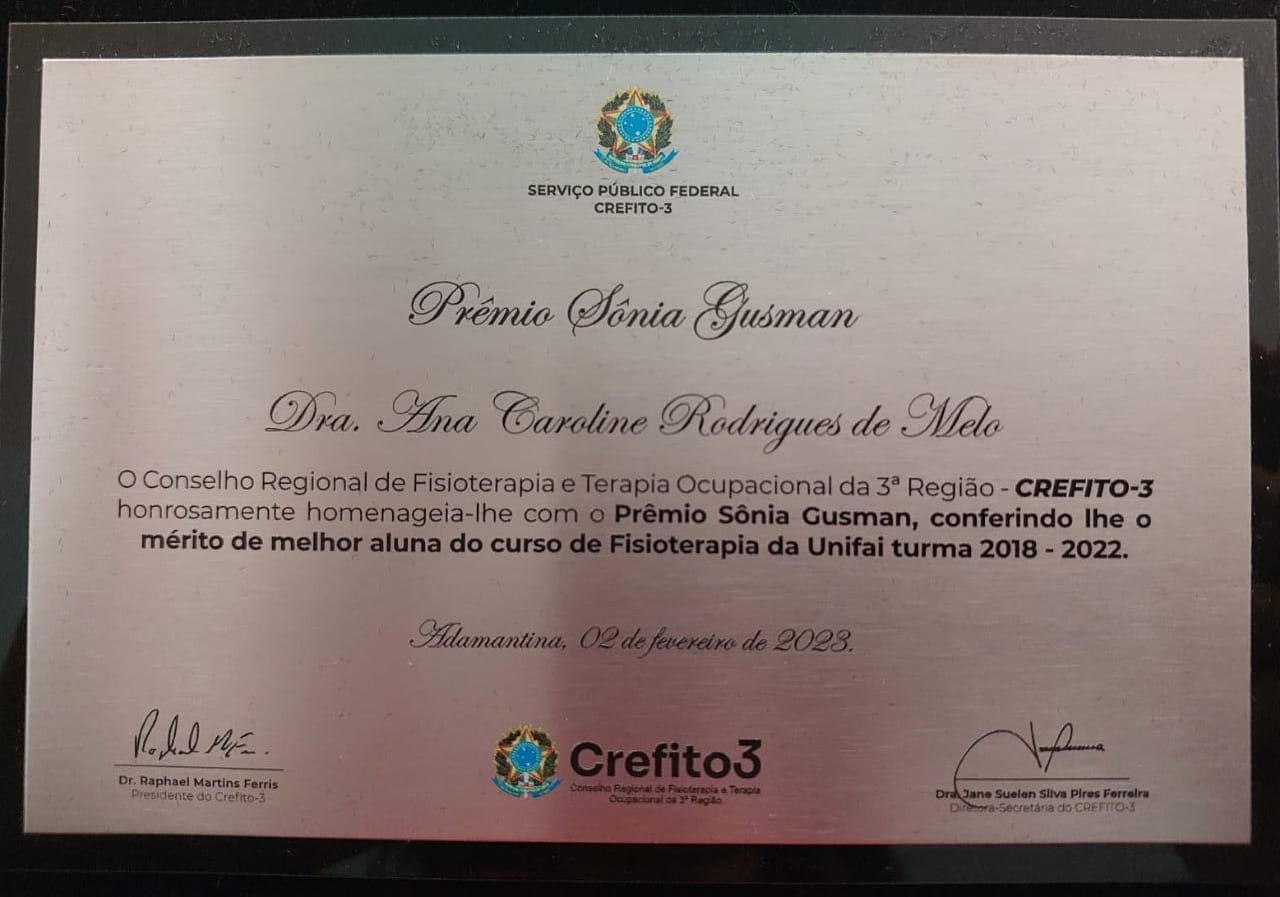 SERVIÇO PÚBLICO FEDERAL
CREFITO-3
Prêmio Sônia Gusman
Dra. Ana Caroline Rodrigues de Melo
O Conselho Regional de Fisioterapia e Terapia Ocupacional da 3ª Região - CREFITO-3
honrosamente homenageia-lhe com o Prêmio Sônia Gusman, conferindo lhe o
mérito de melhor aluna do curso de Fisioterapia da Unifai turma 2018 - 2022.
Adamantina, 02 de fevereiro de 2023.
Dr. Raphael Martins Ferris
Presidente do Crefito-3
Crefito3
Conselho Regional de Fisioterapia e Terapia
Ocupacional da 3ª Região
Dra. Jane Suelen Silva Pires Ferreira
Diretora-Secretária do CREFITO-3